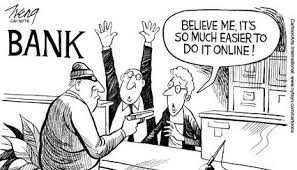 BANK
BELIEVE ME, IT'S
SO MUCH EASIER TO
DO IT ONLINE!